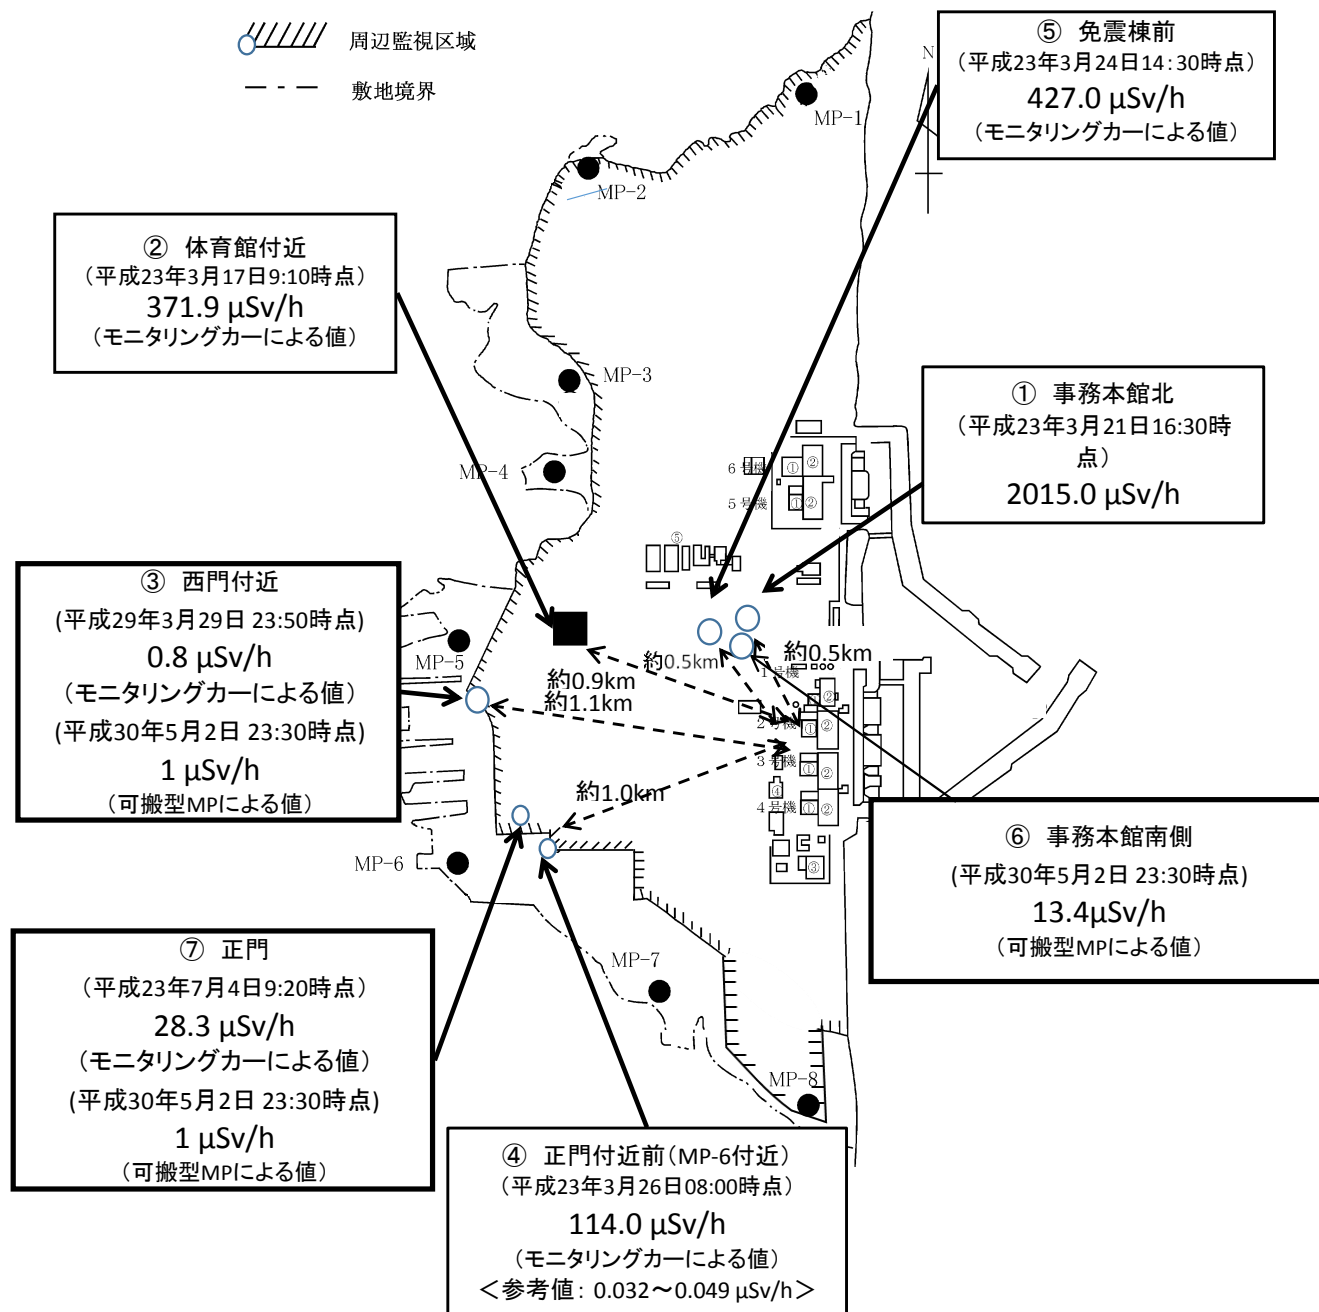 周辺監視区域
敷地境界
⑤ 免震棟前
（平成23年3月24日14：30時点）
427.0 μSv/h
（モニタリングカーによる値）
N
MP-1
MP-2
② 体育館付近
（平成23年3月17日9:10時点）
371.9 μSv/h
（モニタリングカーによる値）
MP-3
① 事務本館北
（平成23年3月21日16:30時
点）
2015.0 μSv/h
MP-4
6号機
①
②
5号機
①
②
⑤
③ 西門付近
(平成29年3月29日 23:50時点)
0.8 μSv/h
（モニタリングカーによる値）
(平成30年5月2日 23:30時点)
1 μSv/h
（可搬型MPによる値）
MP-5
約0.9km
約1.1km
約0.5km
約0.5km
1号機
②
2号機
①
②
3号機
①
②
④
4号機
①
②
③
約1.0km
MP-6
⑥ 事務本館南側
(平成30年5月2日 23:30時点)
13.4μSv/h
（可搬型MPによる値）
⑦ 正門
（平成23年7月4日9:20時点）
28.3 μSv/h
（モニタリングカーによる値）
(平成30年5月2日 23:30時点)
1 μSv/h
（可搬型MPによる値）
MP-7
MP-8
④ 正門付近前（MP-6付近）
（平成23年3月26日08:00時点）
114.0 μSv/h
（モニタリングカーによる値）
＜参考値： 0.032～0.049 μSv/h＞